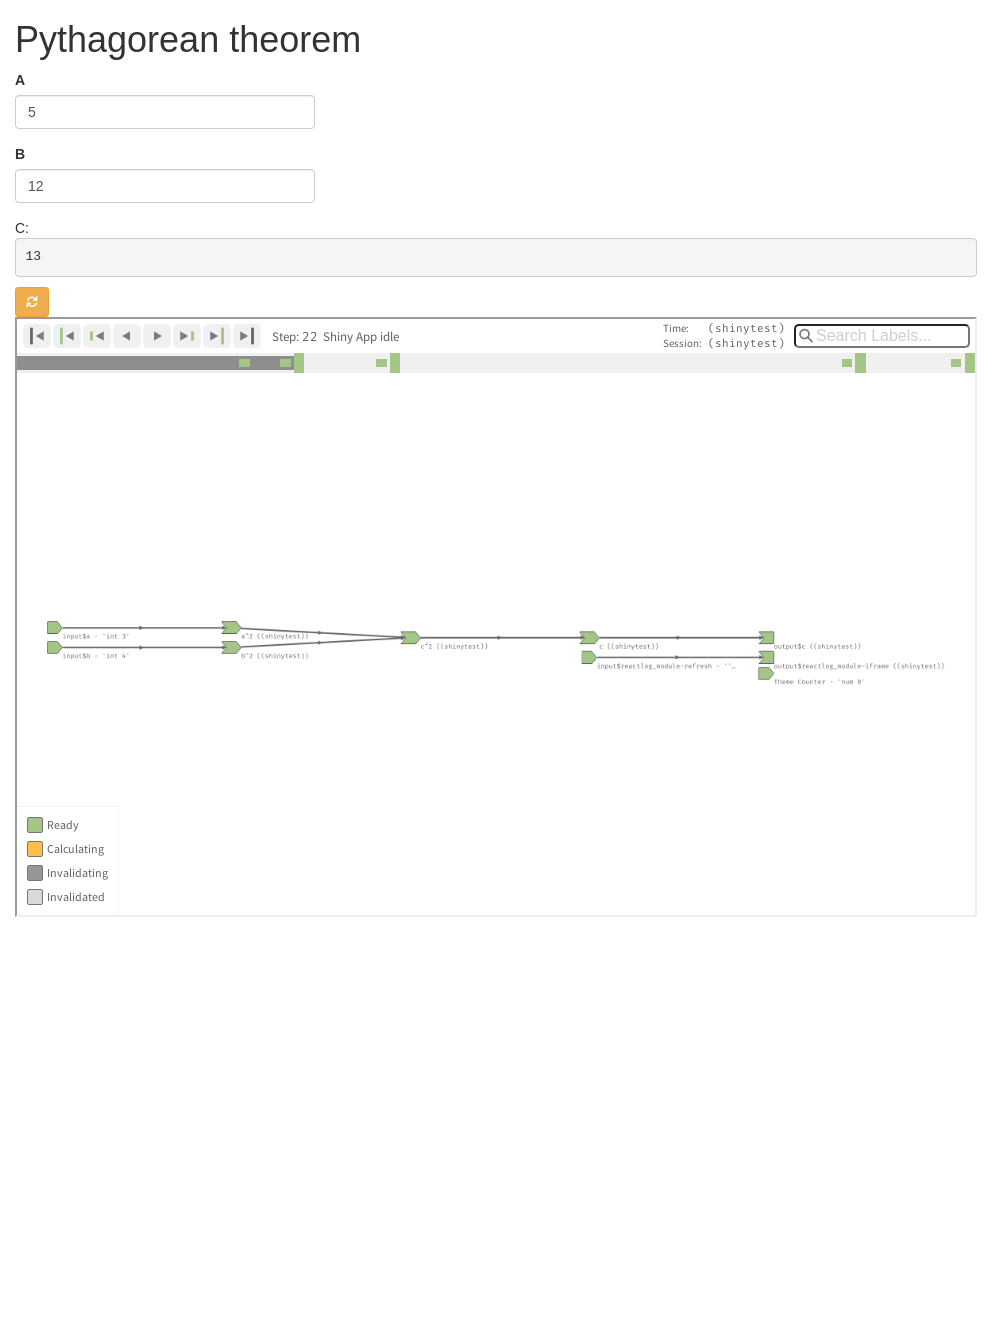 Pythagorean theorem
A
5
B
12
C:
13
Step: 22 Shiny App idle
Time: (shinytest)
Session: (shinytest)
Search Labels...
input$a - 'int 3'
a^2 ((shinytest))
input$b - 'int 4'
b^2 ((shinytest))
c^2 ((shinytest))
c ((shinytest))
output$c ((shinytest))
input$reactlog_module-refresh - ''…
output$reactlog_module-iframe ((shinytest))
Theme Counter - 'num 0'
Ready
Calculating
Invalidating
Invalidated